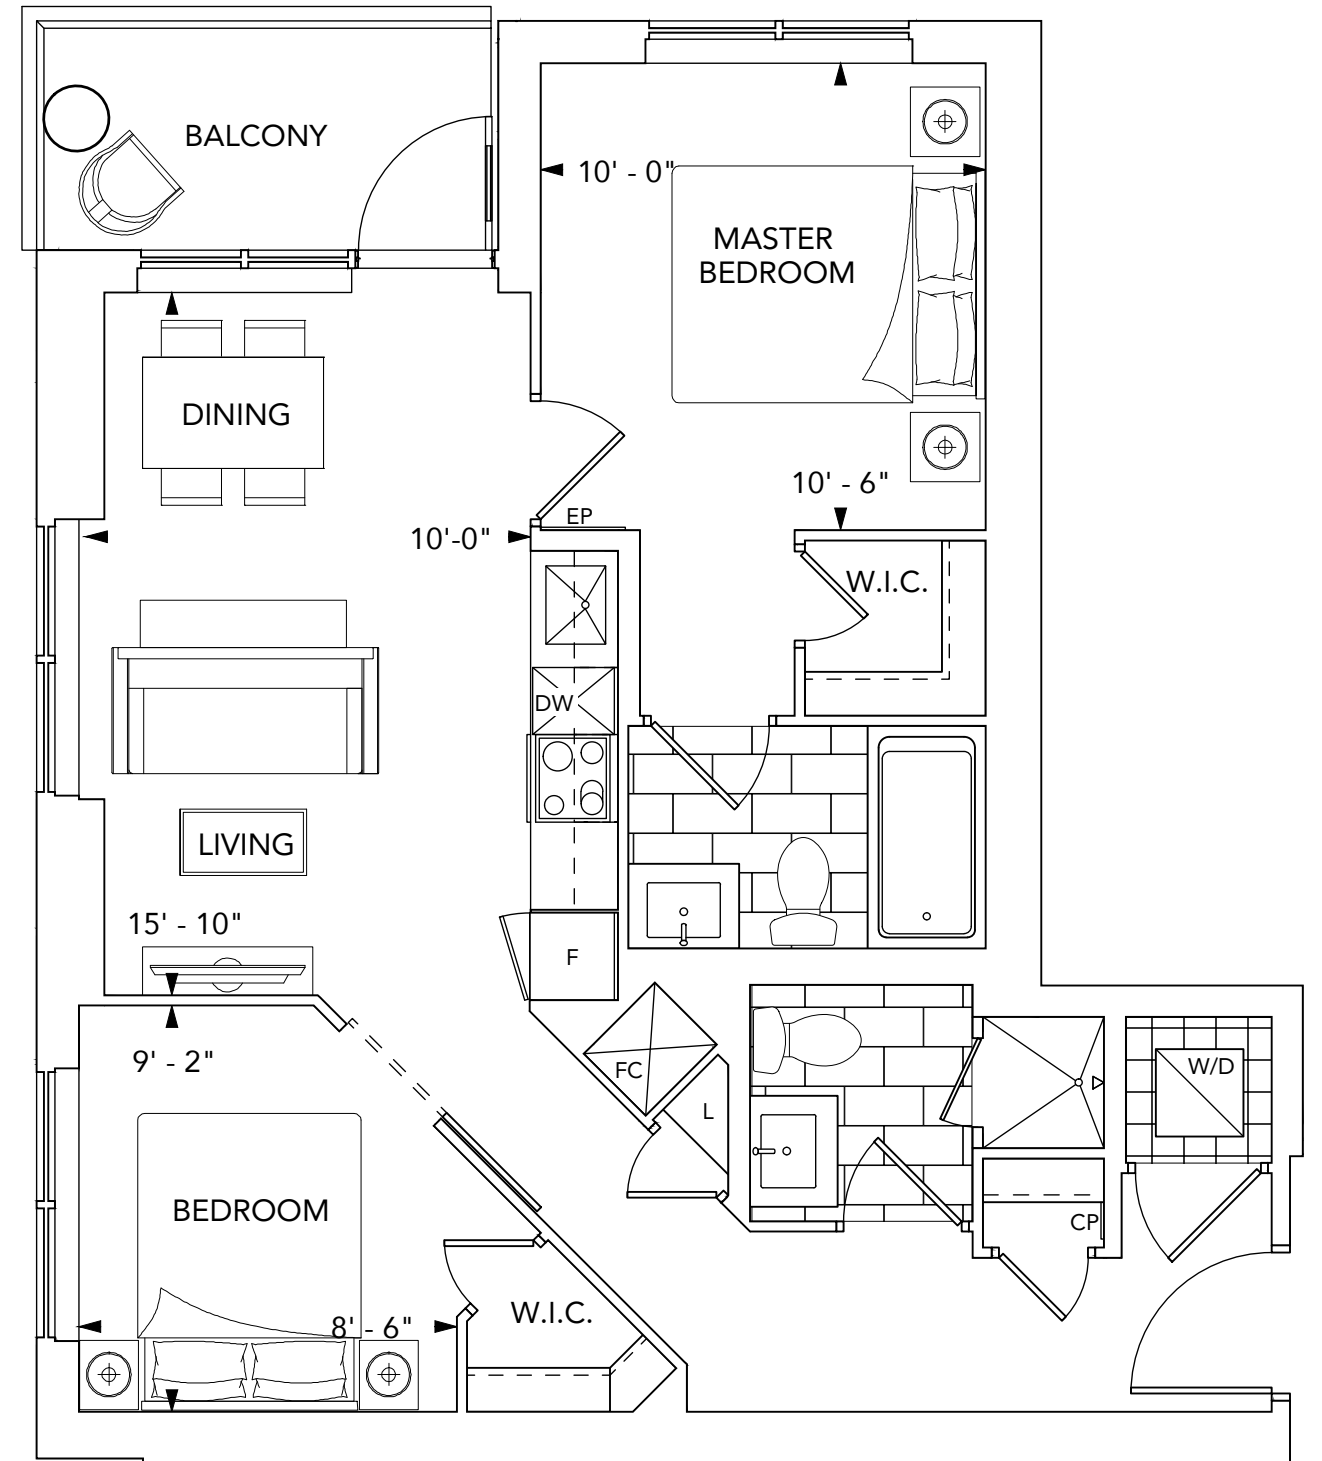 BALCONY
10' - 0"
MASTER
BEDROOM
DINING
10' - 6"
EP
10'-0"
W.I.C.
DW
LIVING
15' - 10"
F
9' - 2"
FC
W/D
L
BEDROOM
CP
W.I.C.
8' - 6"